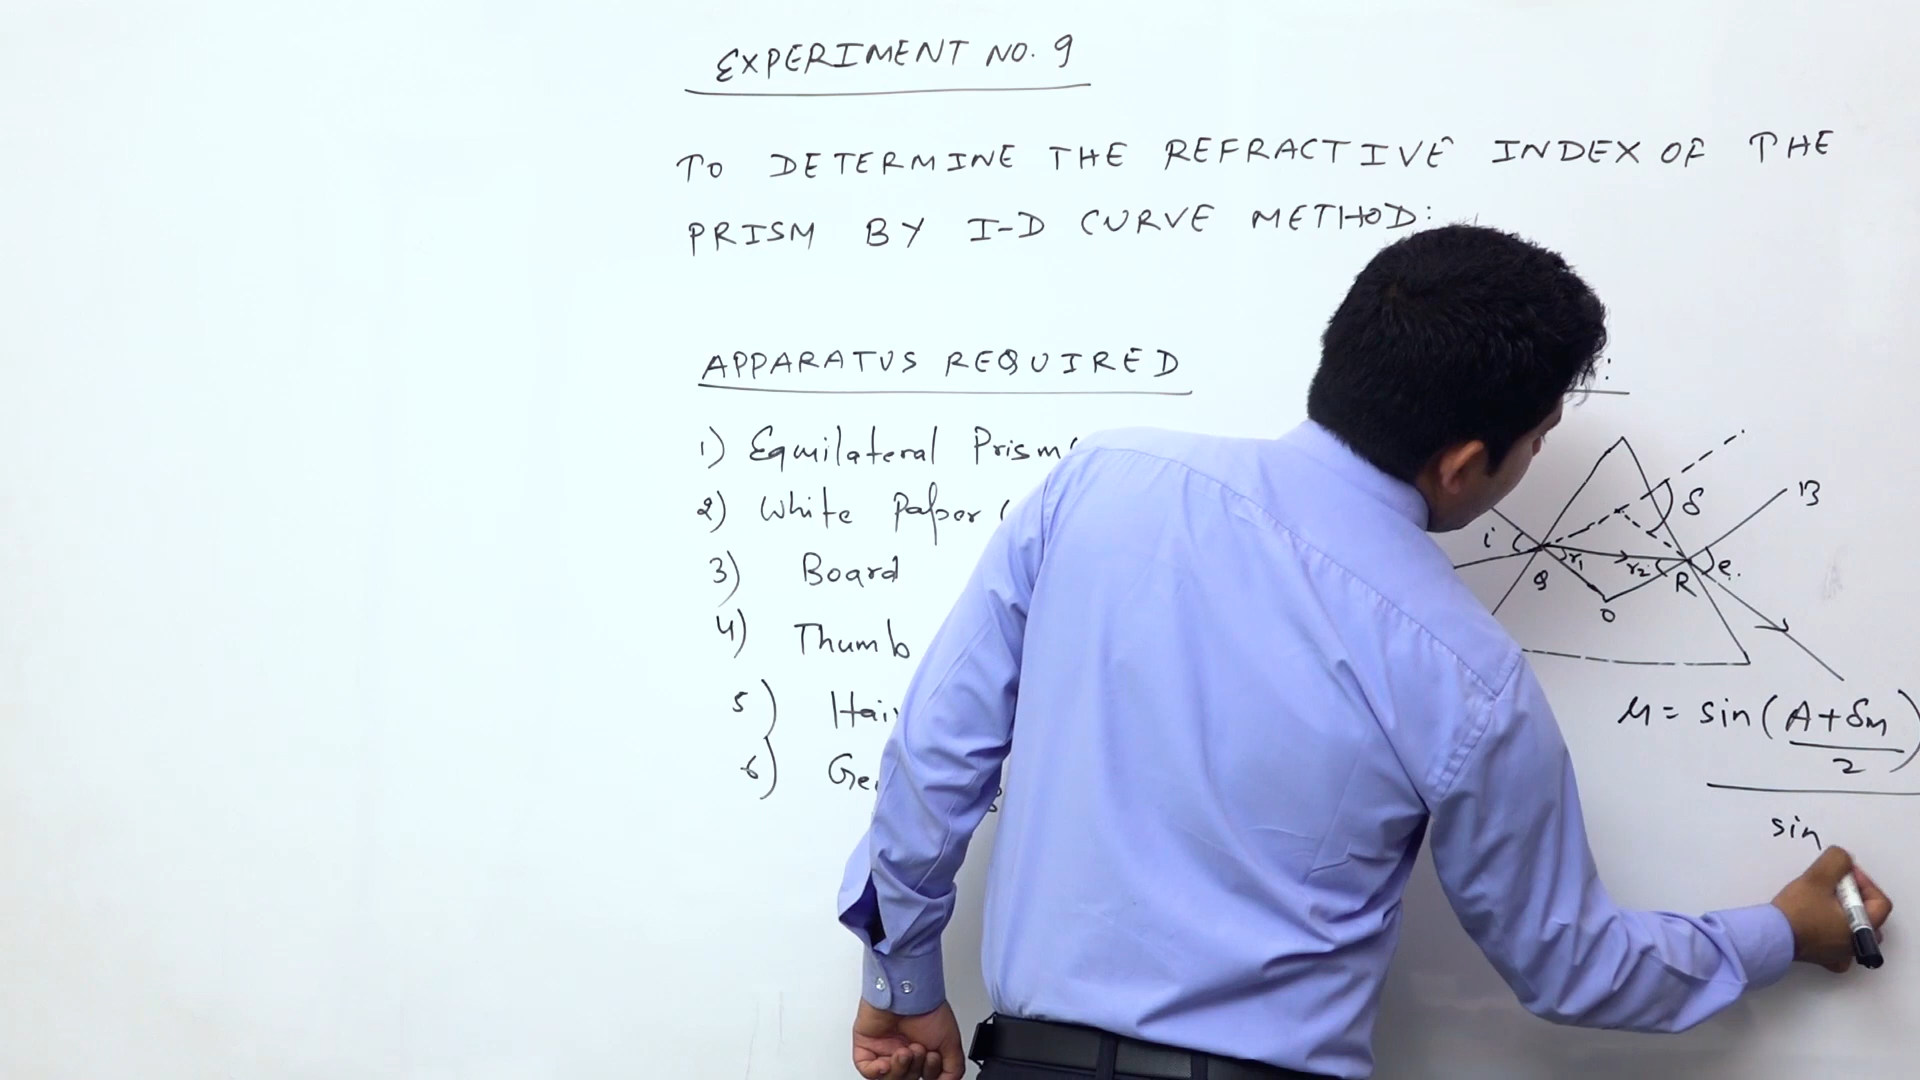 EXPERIMENT NO. 9
TO DETERMINE THE REFRACTIVE INDEX OF THE
PRISM BY I-D CURVE METHOD:
APPARATUS REQUIRED
1) Equilateral Prism
2) White Paper (
3) Board
4) Thumb
5)
6)
:
δ
B
i
r1
r2
e.
Q
R
O
μ = sin(A+δm
2)
sin